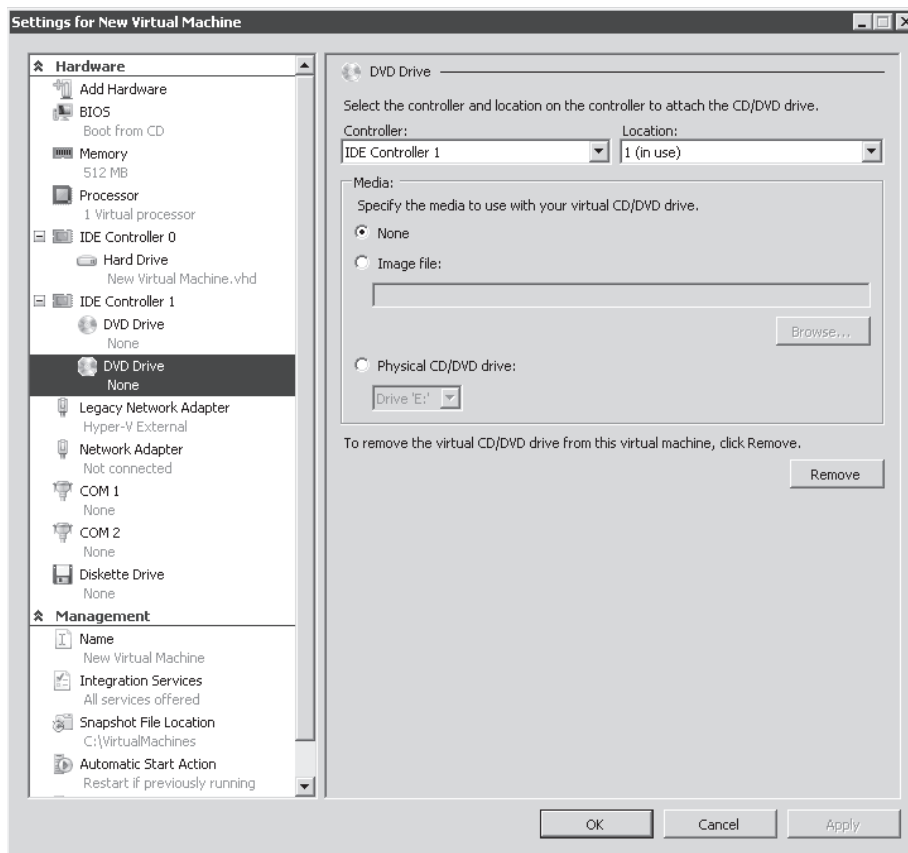 Settings for New Virtual Machine
Hardware
Add Hardware
BIOS
Boot from CD
Memory
512 MB
Processor
1 Virtual processor
IDE Controller 0
Hard Drive
New Virtual Machine.vhd
IDE Controller 1
DVD Drive
None
DVD Drive
None
Legacy Network Adapter
Hyper-V External
Network Adapter
Not connected
COM 1
None
COM 2
None
Diskette Drive
None
Management
Name
New Virtual Machine
Integration Services
All services offered
Snapshot File Location
C:\VirtualMachines
Automatic Start Action
Restart if previously running
DVD Drive
Select the controller and location on the controller to attach the CD/DVD drive.
Controller: Location:
IDE Controller 1 1 (in use)
Media:
Specify the media to use with your virtual CD/DVD drive.
None
Image file:
Browse...
Physical CD/DVD drive:
Drive 'E:'
To remove the virtual CD/DVD drive from this virtual machine, click Remove.
Remove
OK Cancel Apply